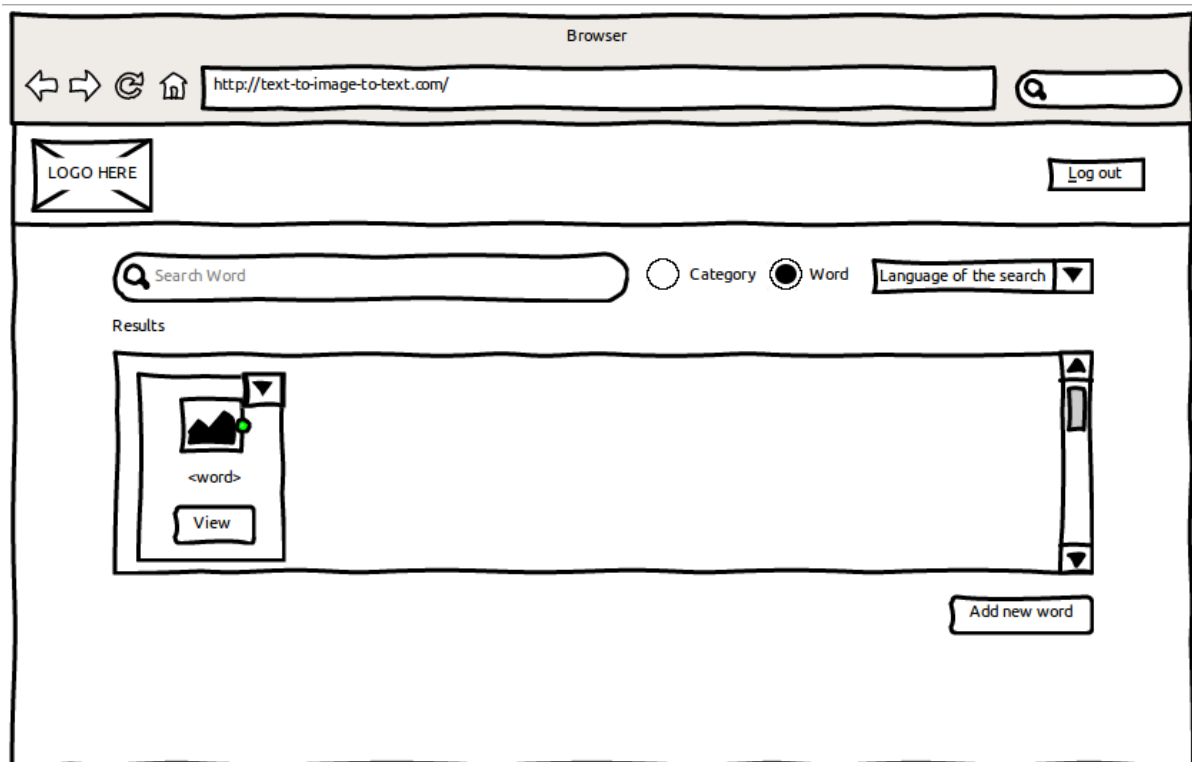 Browser
http://text-to-image-to-text.com/
LOGO HERE
Log out
Search Word
Category
Word
Language of the search
Results
<word>
View
Add new word